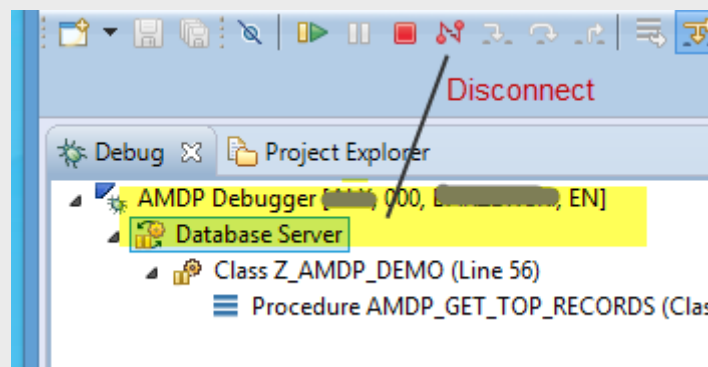 Disconnect
Debug
Project Explorer
AMDP Debugger [ , 000, , EN]
Database Server
Class Z_AMDP_DEMO (Line 56)
Procedure AMDP_GET_TOP_RECORDS (Clas